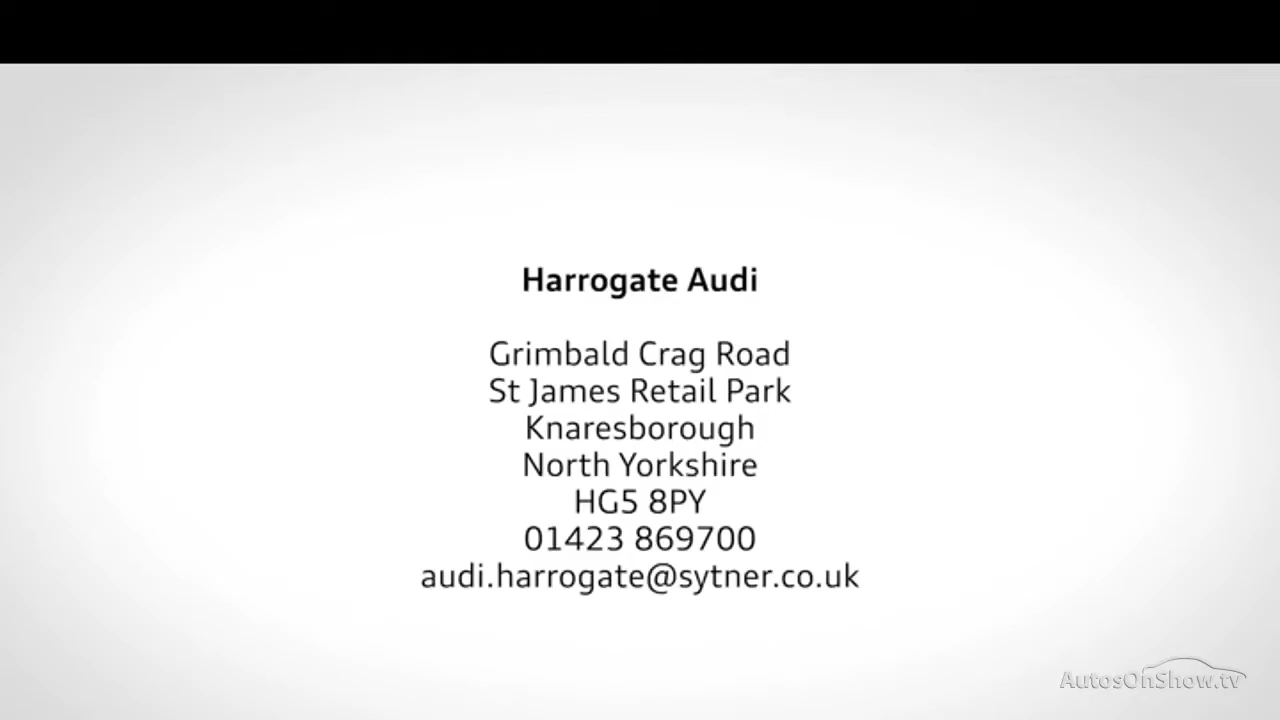 Harrogate Audi
Grimbald Crag Road
St James Retail Park
Knaresborough
North Yorkshire
HG5 8PY
01423 869700
audi.harrogate@sytner.co.uk
AutosOnShow.tv